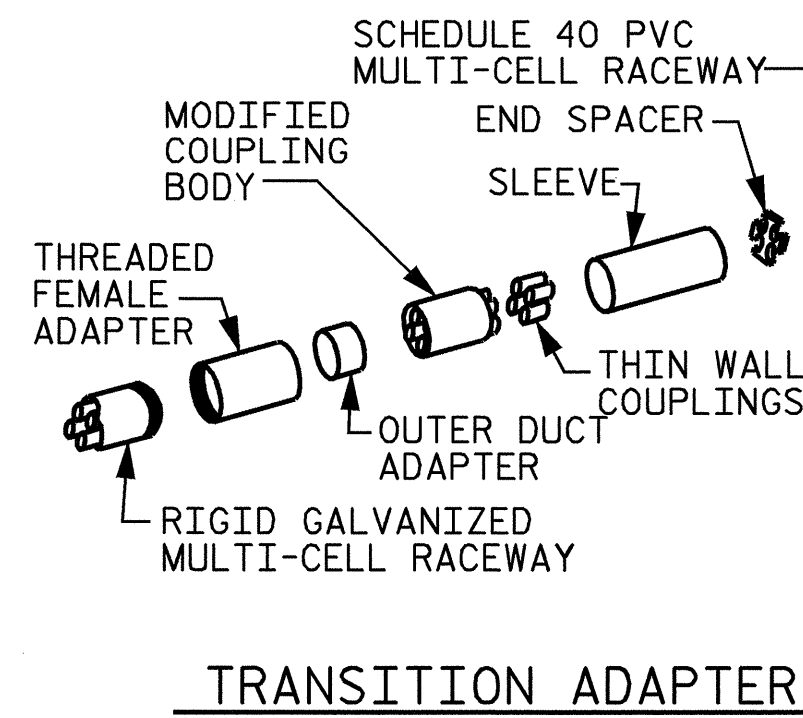 SCHEDULE 40 PVC
MULTI-CELL RACEWAY
MODIFIED
COUPLING
BODY
END SPACER
SLEEVE
THREADED
FEMALE
ADAPTER
THIN WALL
COUPLINGS
OUTER DUCT
ADAPTER
RIGID GALVANIZED
MULTI-CELL RACEWAY
TRANSITION ADAPTER